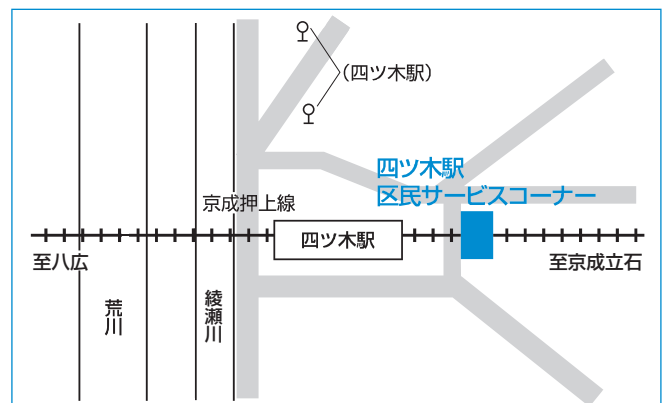 (四ツ木駅)
四ツ木駅
区民サービスコーナー
京成押上線
四ツ木駅
至八広
至京成立石
荒川
綾瀬川